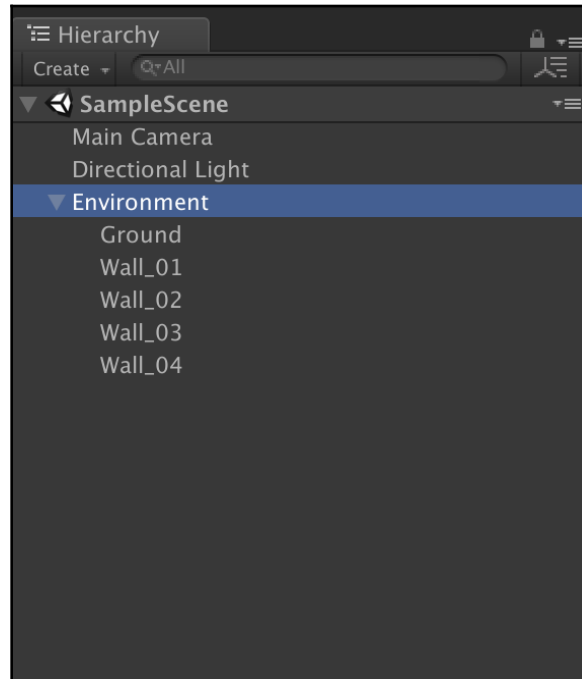 Hierarchy
Create All
SampleScene
Main Camera
Directional Light
Environment
Ground
Wall_01
Wall_02
Wall_03
Wall_04